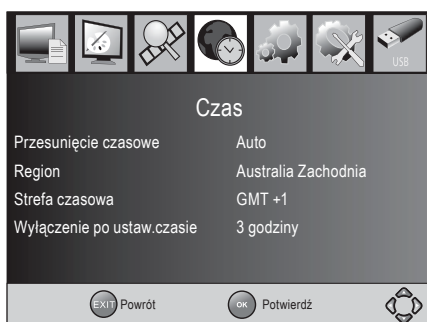 USB
Czas
Przesunięcie czasowe Auto
Region Australia Zachodnia
Strefa czasowa GMT +1
Wyłączenie po ustaw.czasie 3 godziny
EXIT Powrót OK Potwierdź